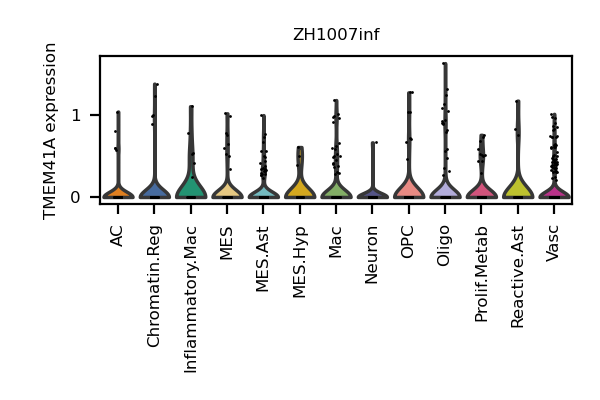 ZH1007inf
TMEM41A expression
1
0
AC
Chromatin.Reg
Inflammatory.Mac
MES
MES.Ast
MES.Hyp
Mac
Neuron
OPC
Oligo
Prolif.Metab
Reactive.Ast
Vasc